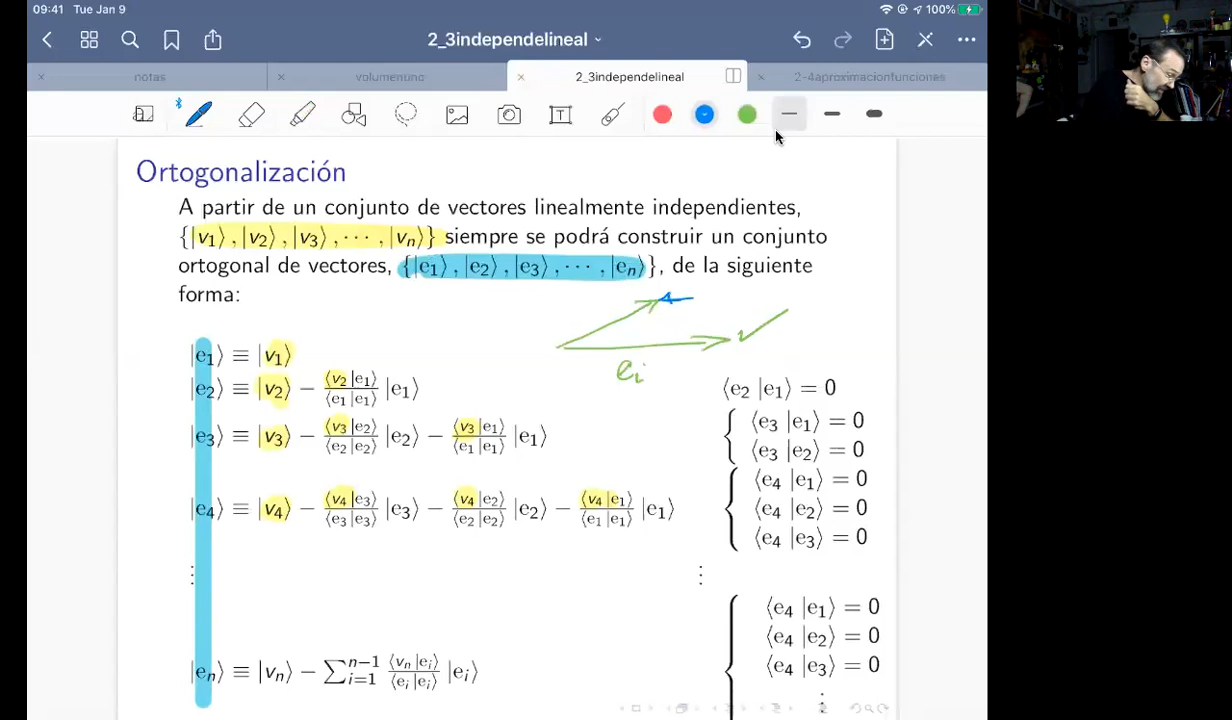 09:41 Tue Jan 9
100%
2_3independelineal
notas
volumenuno
2_3independelineal
2-4aproximacionfunciones
Ortogonalización
A partir de un conjunto de vectores linealmente independientes,
{|v₁⟩, |v₂⟩, |v₃⟩, ⋯, |vₙ⟩} siempre se podrá construir un conjunto
ortogonal de vectores, {|e₁⟩, |e₂⟩, |e₃⟩, ⋯, |eₙ⟩}, de la siguiente
forma:
eᵢ
|e₁⟩ ≡ |v₁⟩
|e₂⟩ ≡ |v₂⟩ − ⟨v₂|e₁⟩/⟨e₁|e₁⟩ |e₁⟩ ⟨e₂|e₁⟩ = 0
|e₃⟩ ≡ |v₃⟩ − ⟨v₃|e₂⟩/⟨e₂|e₂⟩ |e₂⟩ − ⟨v₃|e₁⟩/⟨e₁|e₁⟩ |e₁⟩ { ⟨e₃|e₁⟩ = 0
⟨e₃|e₂⟩ = 0
|e₄⟩ ≡ |v₄⟩ − ⟨v₄|e₃⟩/⟨e₃|e₃⟩ |e₃⟩ − ⟨v₄|e₂⟩/⟨e₂|e₂⟩ |e₂⟩ − ⟨v₄|e₁⟩/⟨e₁|e₁⟩ |e₁⟩ { ⟨e₄|e₁⟩ = 0
⟨e₄|e₂⟩ = 0
⟨e₄|e₃⟩ = 0
⋮ ⋮
|eₙ⟩ ≡ |vₙ⟩ − ∑ᵢ₌₁ⁿ⁻¹ ⟨vₙ|eᵢ⟩/⟨eᵢ|eᵢ⟩ |eᵢ⟩ { ⟨e₄|e₁⟩ = 0
⟨e₄|e₂⟩ = 0
⟨e₄|e₃⟩ = 0
⋮